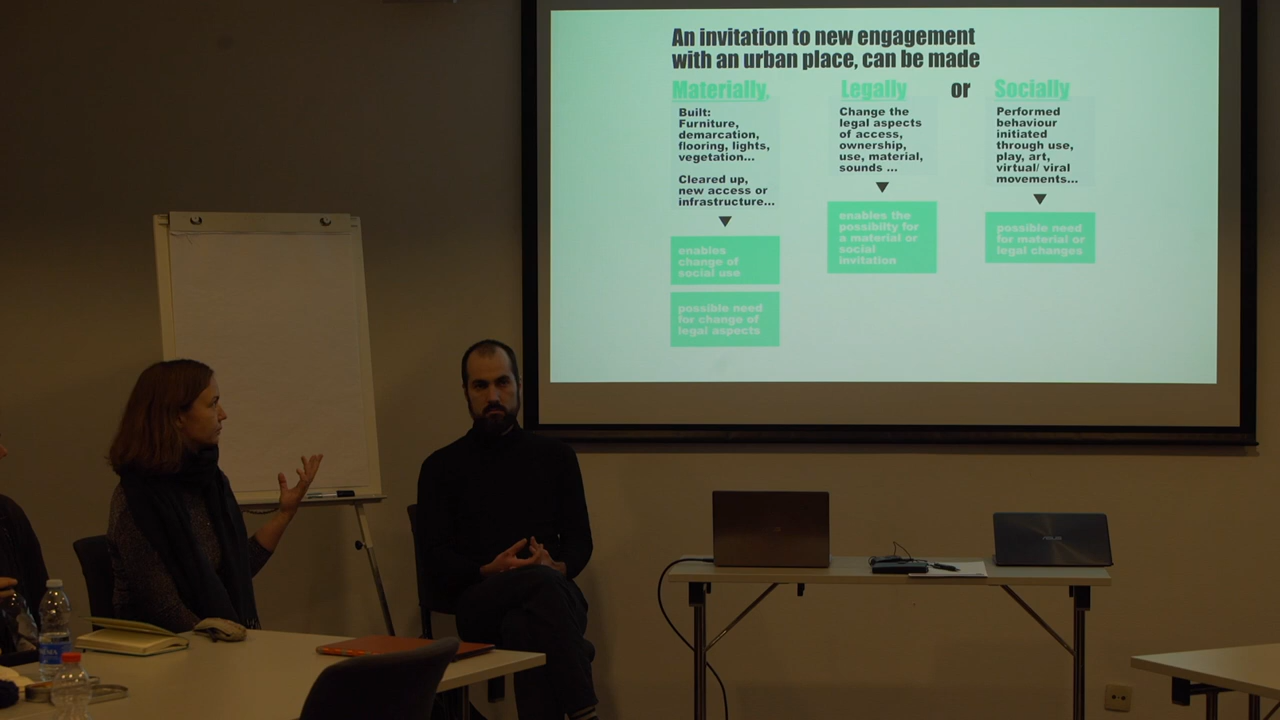 An invitation to new engagement
with an urban place, can be made
Materially,
Built:
Furniture,
demarcation,
flooring, lights,
vegetation...
Cleared up,
new access or
infrastructure...
enables
change of
social use
possible need
for change of
legal aspects
Legally
Change the
legal aspects
of access,
ownership,
use, material,
sounds ...
enables the
possibilty for
a material or
social
invitation
or
Socially
Performed
behaviour
initiated
through use,
play, art,
virtual/ viral
movements...
possible need
for material or
legal changes
ASUS